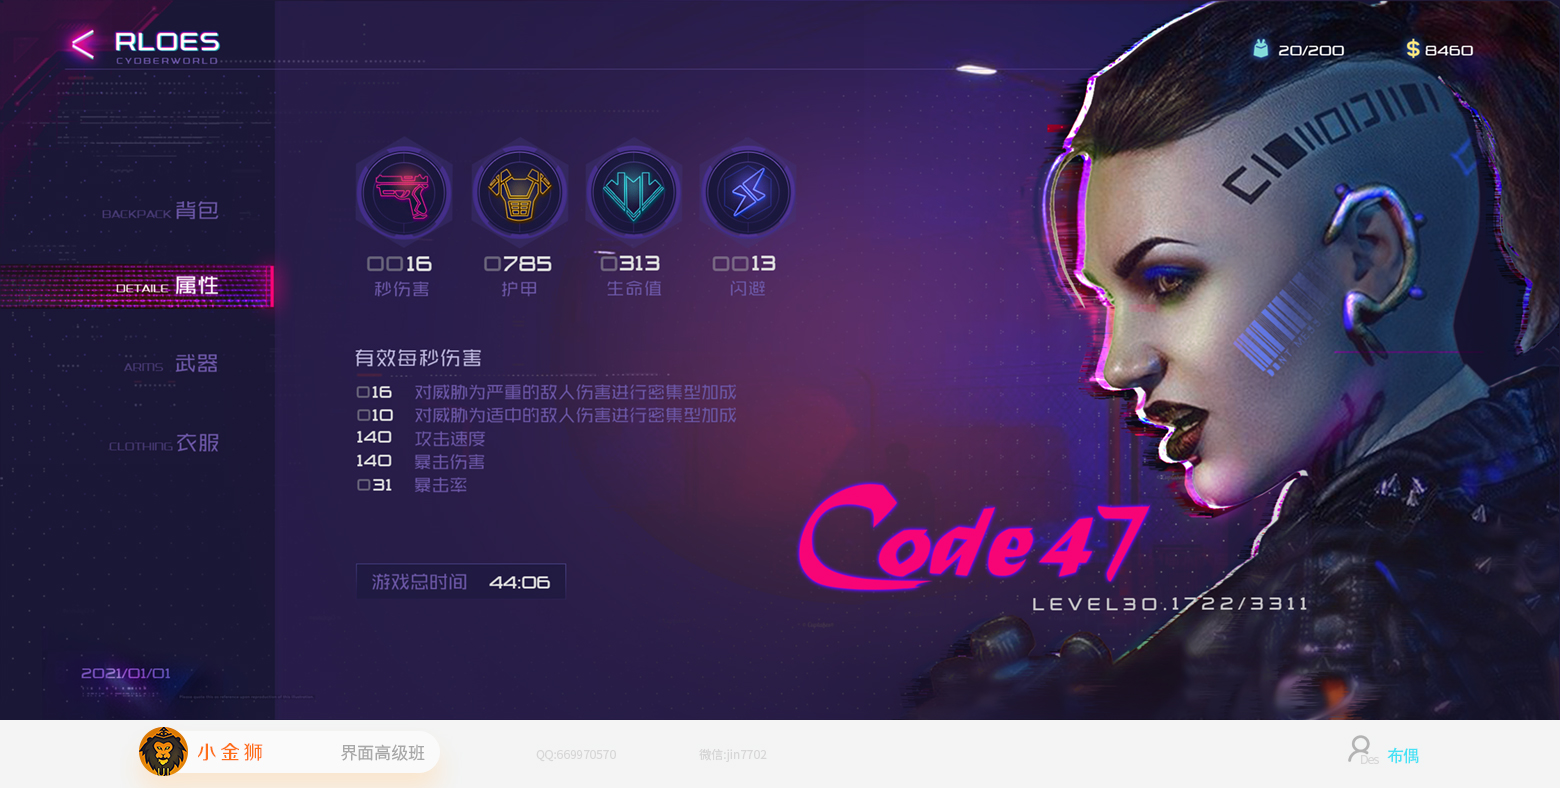 RLOES
CYDBERWORLD
20/200
$ 8460
BACKPACK 背包
DETAILE 属性
ARMS 武器
CLOTHING 衣服
0016
0785
0313
0013
秒伤害
护甲
生命值
闪避
有效每秒伤害
016 对威胁为严重的敌人伤害进行密集型加成
010 对威胁为适中的敌人伤害进行密集型加成
140 攻击速度
140 暴击伤害
031 暴击率
游戏总时间 44:06
Code 47
LEVEL30.1722/3311
2021/01/01
小金狮
界面高级班
QQ:669970570
微信:jin7702
Des 布偶